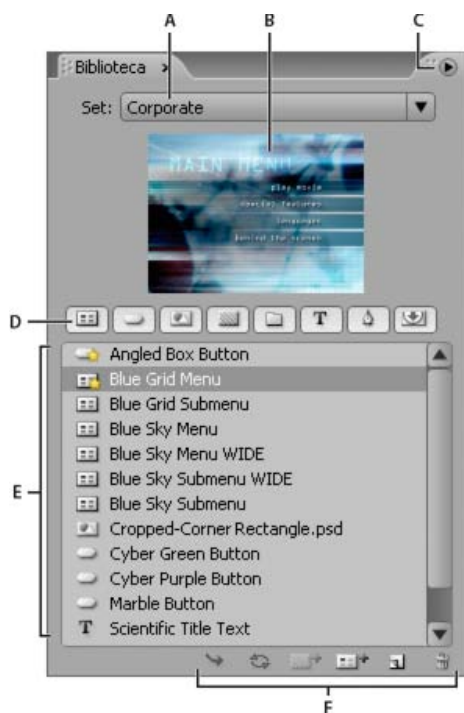 A B C
Biblioteca ×
Set: Corporate
MAIN MENU
play movie
special features
languages
behind the scenes
D
T
E
Angled Box Button
Blue Grid Menu
Blue Grid Submenu
Blue Sky Menu
Blue Sky Menu WIDE
Blue Sky Submenu WIDE
Blue Sky Submenu
Cropped-Corner Rectangle.psd
Cyber Green Button
Cyber Purple Button
Marble Button
T Scientific Title Text
F